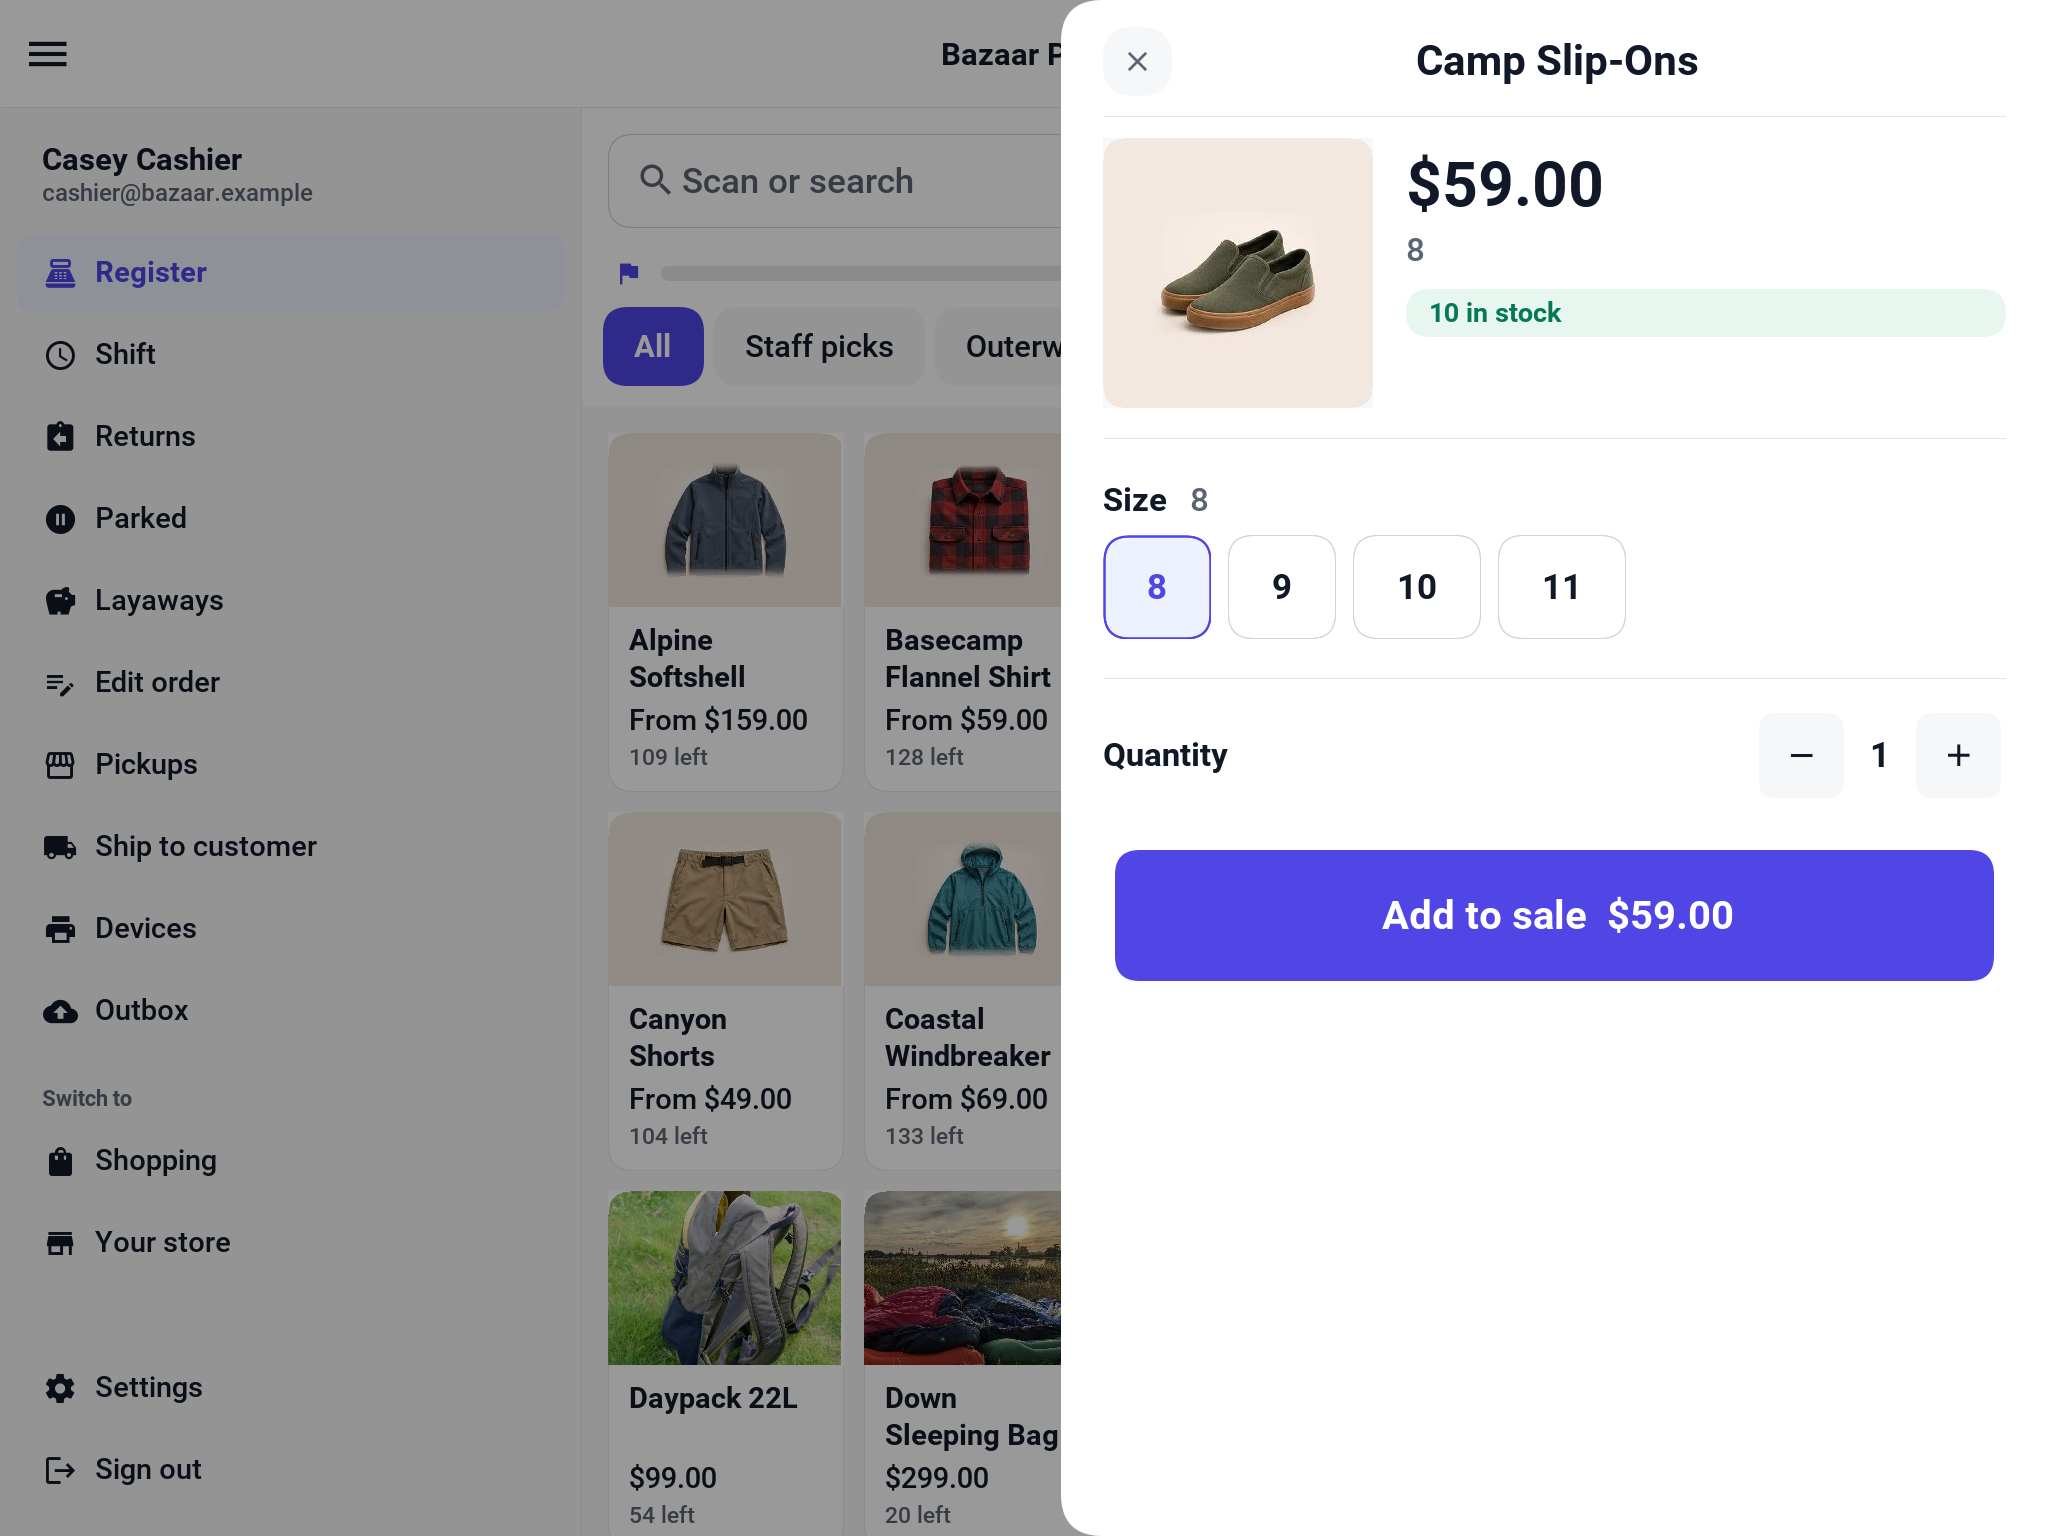 Bazaar P
Casey Cashier
cashier@bazaar.example
Register
Shift
Returns
Parked
Layaways
Edit order
Pickups
Ship to customer
Devices
Outbox
Switch to
Shopping
Your store
Settings
Sign out
Scan or search
All
Staff picks
Outerw
Alpine
Softshell
From $159.00
109 left
Basecamp
Flannel Shirt
From $59.00
128 left
Canyon
Shorts
From $49.00
104 left
Coastal
Windbreaker
From $69.00
133 left
Daypack 22L
$99.00
54 left
Down
Sleeping Bag
$299.00
20 left
Camp Slip-Ons
$59.00
8
10 in stock
Size 8
8 9 10 11
Quantity
1
Add to sale $59.00